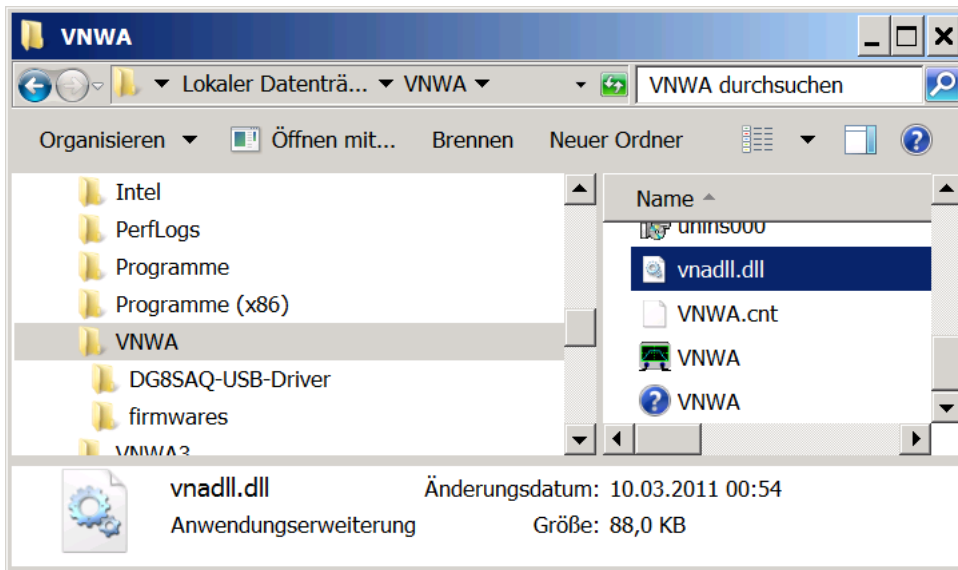 VNWA
Lokaler Datenträ... VNWA
VNWA durchsuchen
Organisieren Öffnen mit... Brennen Neuer Ordner
Intel
PerfLogs
Programme
Programme (x86)
VNWA
DG8SAQ-USB-Driver
firmwares
VNWA3
Name
unins000
vnadll.dll
VNWA.cnt
VNWA
VNWA
vnadll.dll Änderungsdatum: 10.03.2011 00:54
Anwendungserweiterung Größe: 88,0 KB